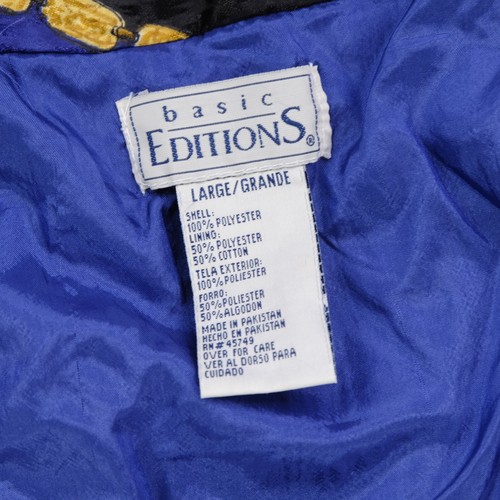 basic
EDITIONS®
LARGE/GRANDE
SHELL:
100% POLYESTER
LINING:
50% POLYESTER
50% COTTON
TELA EXTERIOR:
100% POLIESTER
FORRO:
50%POLIESTER
50%ALGODON
MADE IN PAKISTAN
HECHO EN PAKISTAN
RN#45749
OVER FOR CARE
VER AL DORSO PARA
CUIDADO